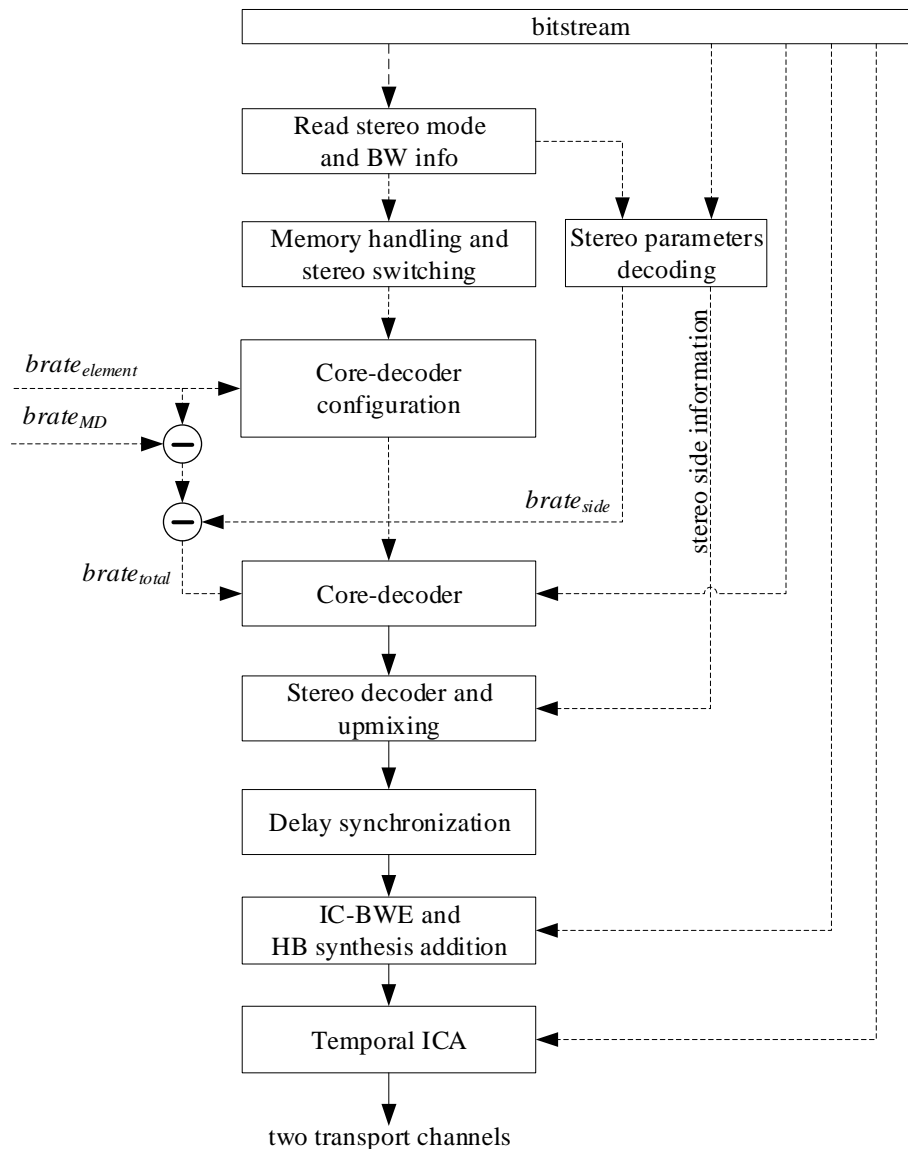 bitstream
Read stereo mode
and BW info
Memory handling and
stereo switching
Stereo parameters
decoding
brate_element
Core-decoder
configuration
brate_MD
stereo side information
brate_side
brate_total
Core-decoder
Stereo decoder and
upmixing
Delay synchronization
IC-BWE and
HB synthesis addition
Temporal ICA
two transport channels